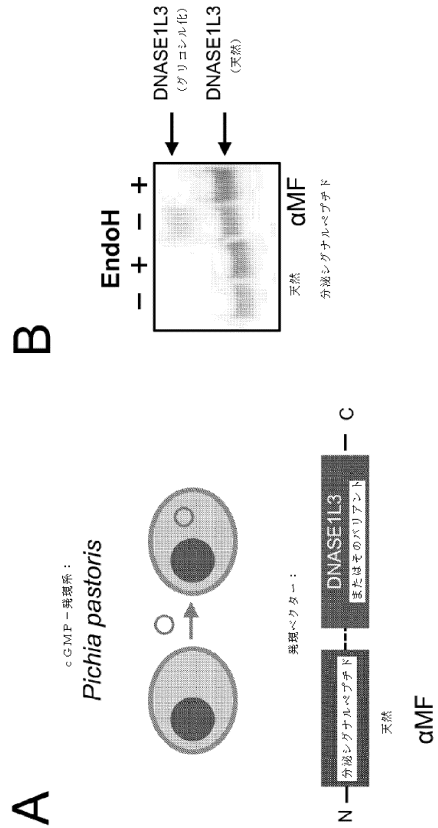 A
cGMP-発現系：
Pichia pastoris
発現ベクター：
N
分泌シグナルペプチド
DNASE1L3
またはそのバリアント
C
天然
αMF
B
EndoH
- + - +
DNASE1L3
(グリコシル化)
DNASE1L3
(天然)
天然
αMF
分泌シグナルペプチド